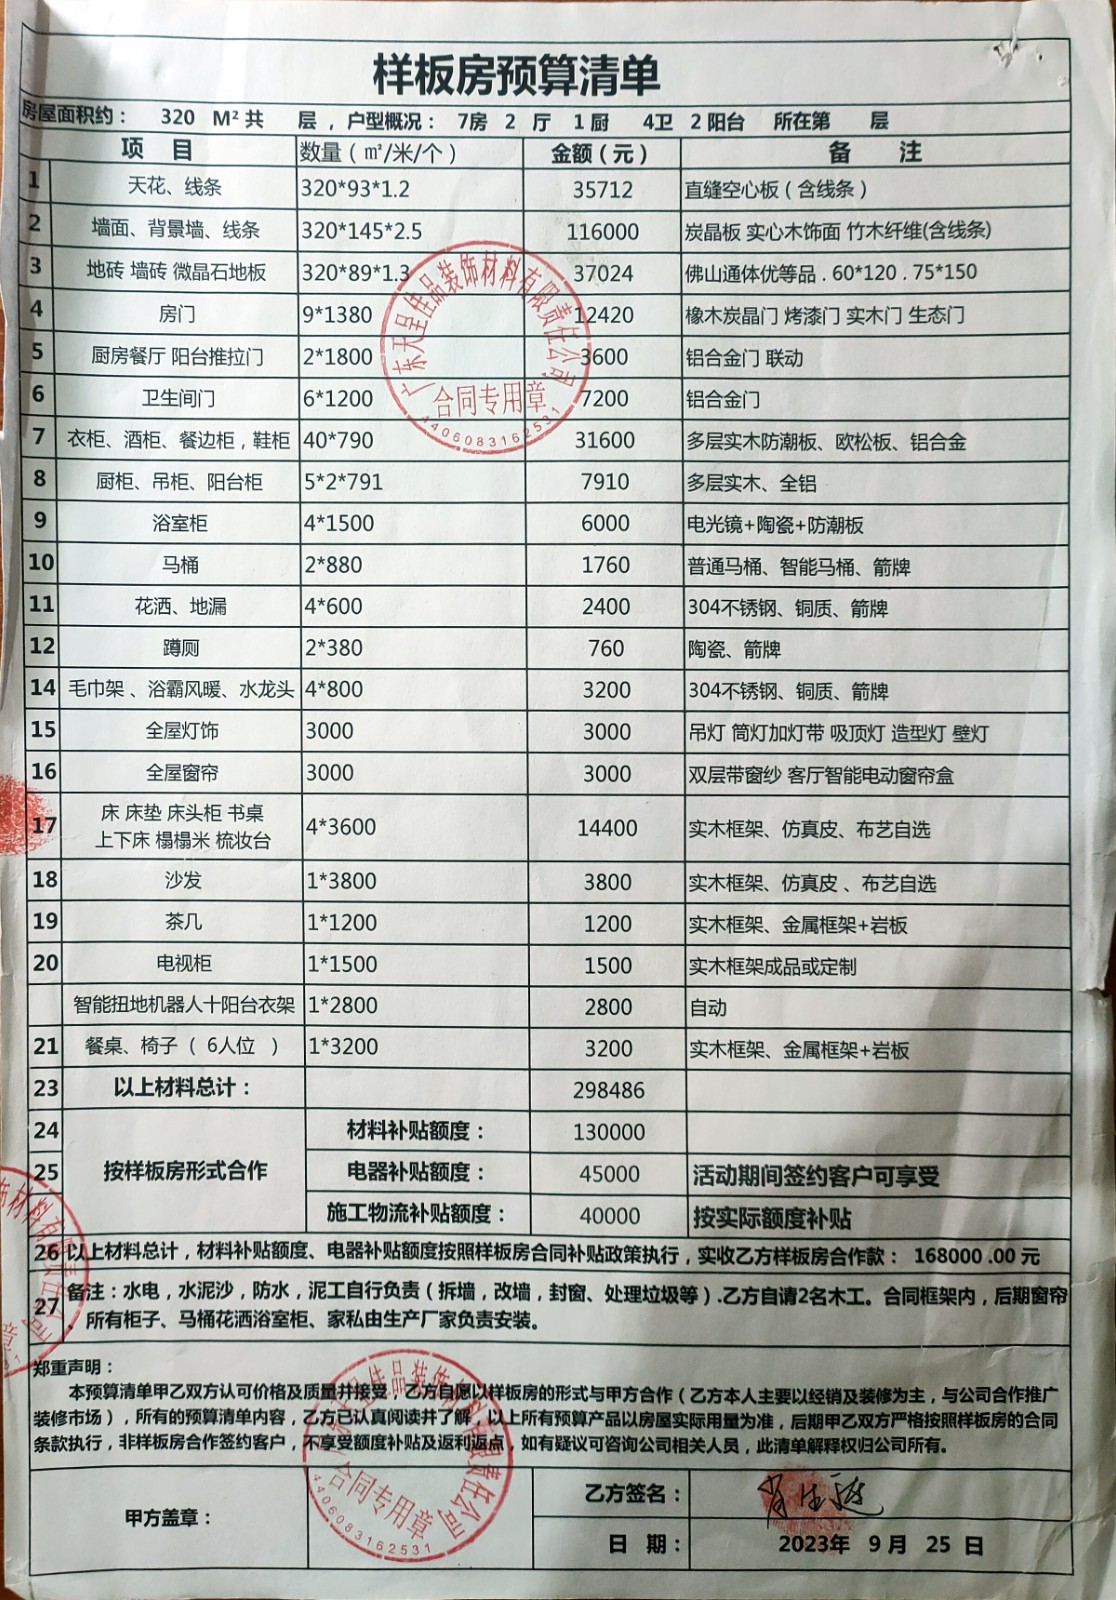 样板房预算清单
房屋面积约： 320 M² 共 层 ，户型概况： 7房 2 厅 1 厨 4卫 2 阳台 所在第 层
项 目 数量（㎡/米/个） 金额（元） 备 注
1 天花、线条 320*93*1.2 35712 直缝空心板（含线条）
2 墙面、背景墙、线条 320*145*2.5 116000 炭晶板 实心木饰面 竹木纤维(含线条)
3 地砖 墙砖 微晶石地板 320*89*1.3 37024 佛山通体优等品 . 60*120 . 75*150
4 房门 9*1380 12420 橡木炭晶门 烤漆门 实木门 生态门
5 厨房餐厅 阳台推拉门 2*1800 3600 铝合金门 联动
6 卫生间门 6*1200 7200 铝合金门
7 衣柜、酒柜、餐边柜，鞋柜 40*790 31600 多层实木防潮板、欧松板、铝合金
8 厨柜、吊柜、阳台柜 5*2*791 7910 多层实木、全铝
9 浴室柜 4*1500 6000 电光镜+陶瓷+防潮板
10 马桶 2*880 1760 普通马桶、智能马桶、箭牌
11 花洒、地漏 4*600 2400 304不锈钢、铜质、箭牌
12 蹲厕 2*380 760 陶瓷、箭牌
14 毛巾架 、浴霸风暖、水龙头 4*800 3200 304不锈钢、铜质、箭牌
15 全屋灯饰 3000 3000 吊灯 筒灯加灯带 吸顶灯 造型灯 壁灯
16 全屋窗帘 3000 3000 双层带窗纱 客厅智能电动窗帘盒
17 床 床垫 床头柜 书桌
上下床 榻榻米 梳妆台 4*3600 14400 实木框架、仿真皮、布艺自选
18 沙发 1*3800 3800 实木框架、仿真皮 、布艺自选
19 茶几 1*1200 1200 实木框架、金属框架+岩板
20 电视柜 1*1500 1500 实木框架成品或定制
智能扭地机器人十阳台衣架 1*2800 2800 自动
21 餐桌、椅子（ 6人位 ） 1*3200 3200 实木框架、金属框架+岩板
23 以上材料总计： 298486
24 材料补贴额度： 130000
25 按样板房形式合作 电器补贴额度： 45000 活动期间签约客户可享受
施工物流补贴额度： 40000 按实际额度补贴
26 以上材料总计，材料补贴额度、电器补贴额度按照样板房合同补贴政策执行，实收乙方样板房合作款： 168000 .00 元
27 备注：水电，水泥沙，防水，泥工自行负责（拆墙，改墙，封窗、处理垃圾等）.乙方自请2名木工。合同框架内，后期窗帘
、所有柜子、马桶花洒浴室柜、家私由生产厂家负责安装。
郑重声明：
本预算清单甲乙双方认可价格及质量并接受，乙方自愿以样板房的形式与甲方合作（乙方本人主要以经销及装修为主，与公司合作推广
装修市场），所有的预算清单内容，乙方已认真阅读并了解，以上所有预算产品以房屋实际用量为准，后期甲乙双方严格按照样板房的合同
条款执行，非样板房合作签约客户，不享受额度补贴及返利返点，如有疑议可咨询公司相关人员，此清单解释权归公司所有。
甲方盖章：
乙方签名：
日 期： 2023年 9 月 25 日
广东天呈佳品装饰材料有限责任公司
合同专用章
4406083162531
佳品装饰材料有限责任公司
合同专用章
4406083162531